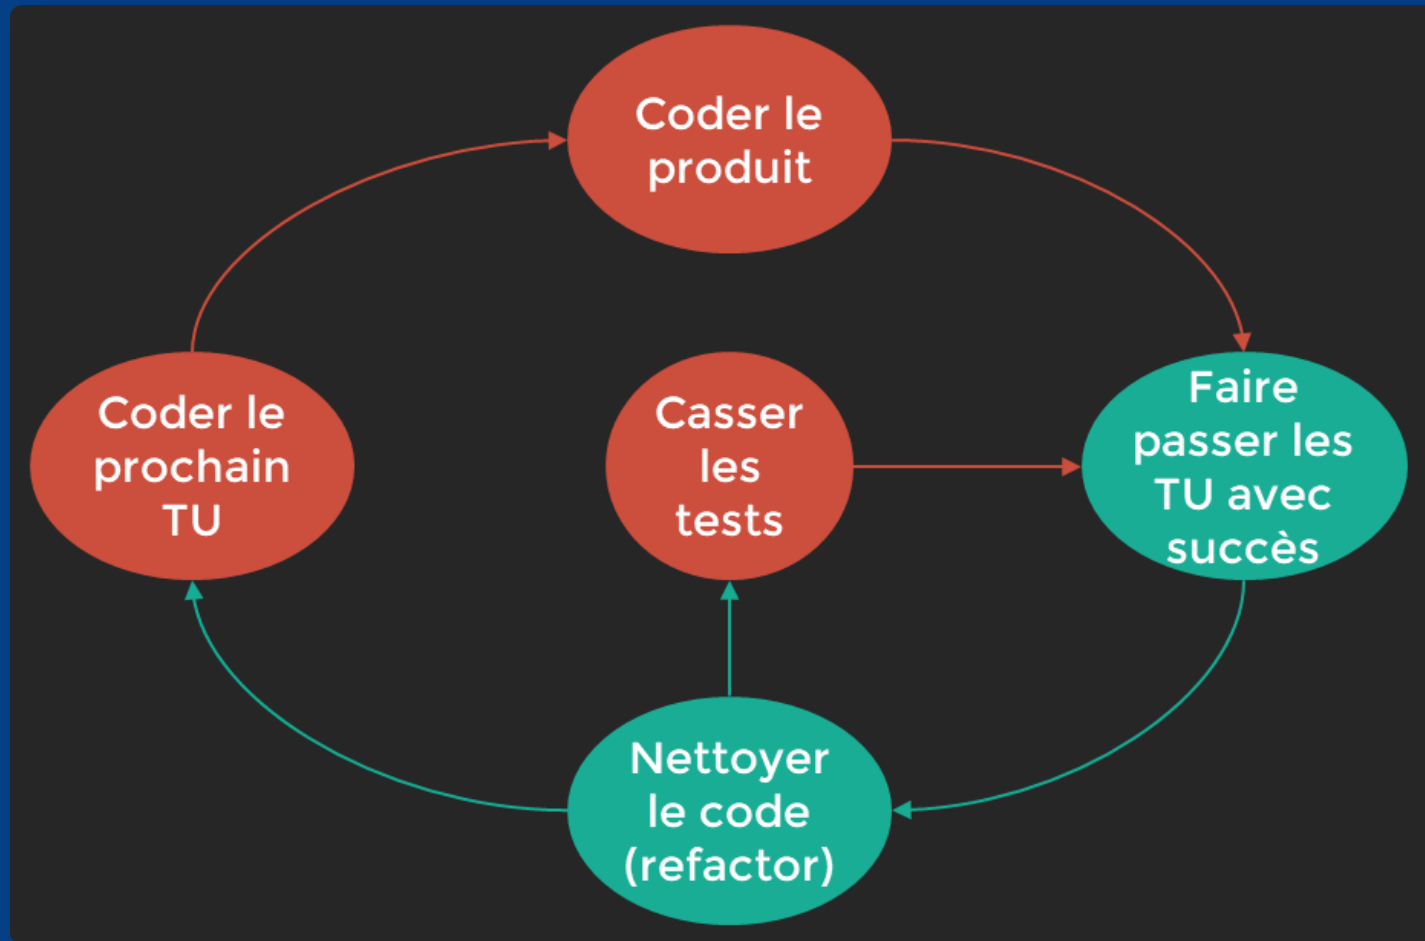 Coder le
produit
Coder le
prochain
TU
Casser
les
tests
Faire
passer les
TU avec
succès
Nettoyer
le code
(refactor)